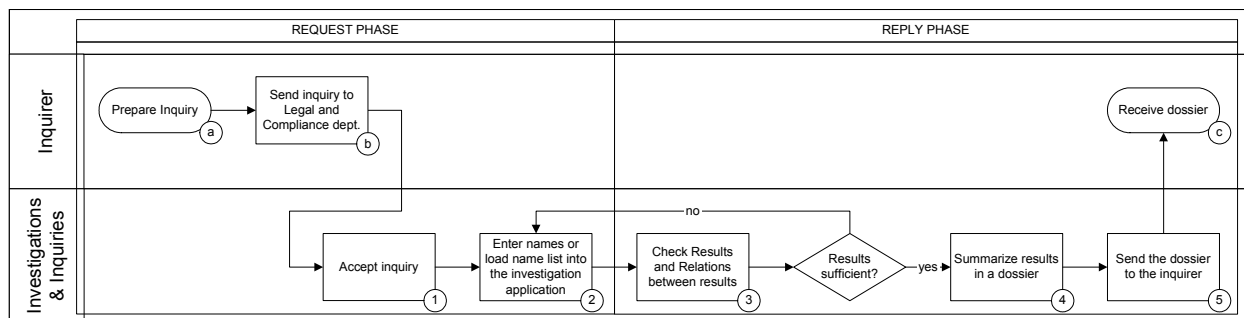 REQUEST PHASE
REPLY PHASE
Inquirer
Prepare Inquiry
a
Send inquiry to
Legal and
Compliance dept.
b
Receive dossier
c
Investigations
& Inquiries
Accept inquiry
1
Enter names or
load name list into
the investigation
application
2
no
Check Results
and Relations
between results
3
Results
sufficient?
yes
Summarize results
in a dossier
4
Send the dossier
to the inquirer
5